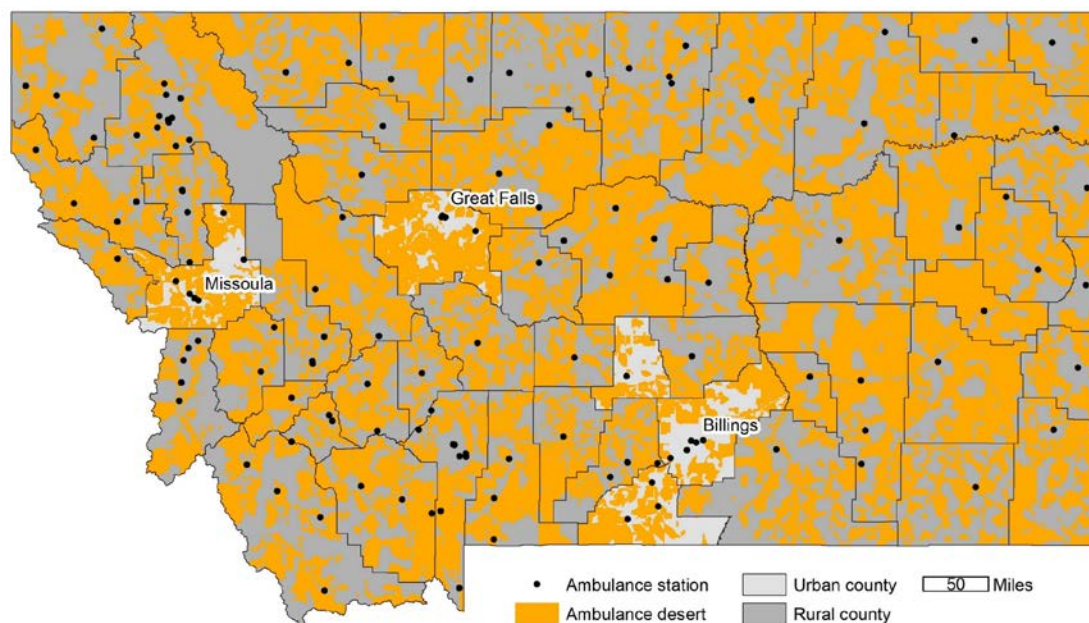 Great Falls
Missoula
Billings
Ambulance station
Urban county
50 Miles
Ambulance desert
Rural county